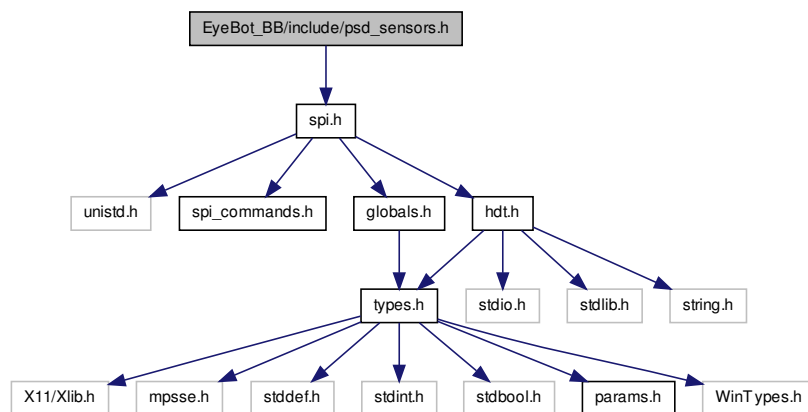 EyeBot_BB/include/psd_sensors.h
spi.h
unistd.h
spi_commands.h
globals.h
hdt.h
types.h
stdio.h
stdlib.h
string.h
X11/Xlib.h
mpsse.h
stddef.h
stdint.h
stdbool.h
params.h
WinTypes.h